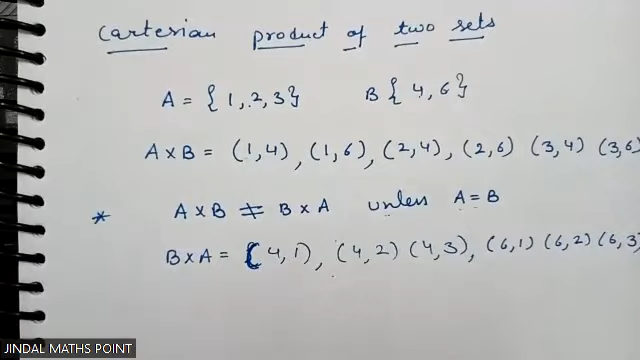 Cartesian product of two sets
A = { 1, 2, 3} B { 4, 6}
A x B = (1,4), (1,6), (2,4), (2,6) (3,4) (3,6)
* A x B ≠ B x A unless A = B
B x A = { 4,1), (4,2) (4,3), (6,1) (6,2) (6,3
JINDAL MATHS POINT